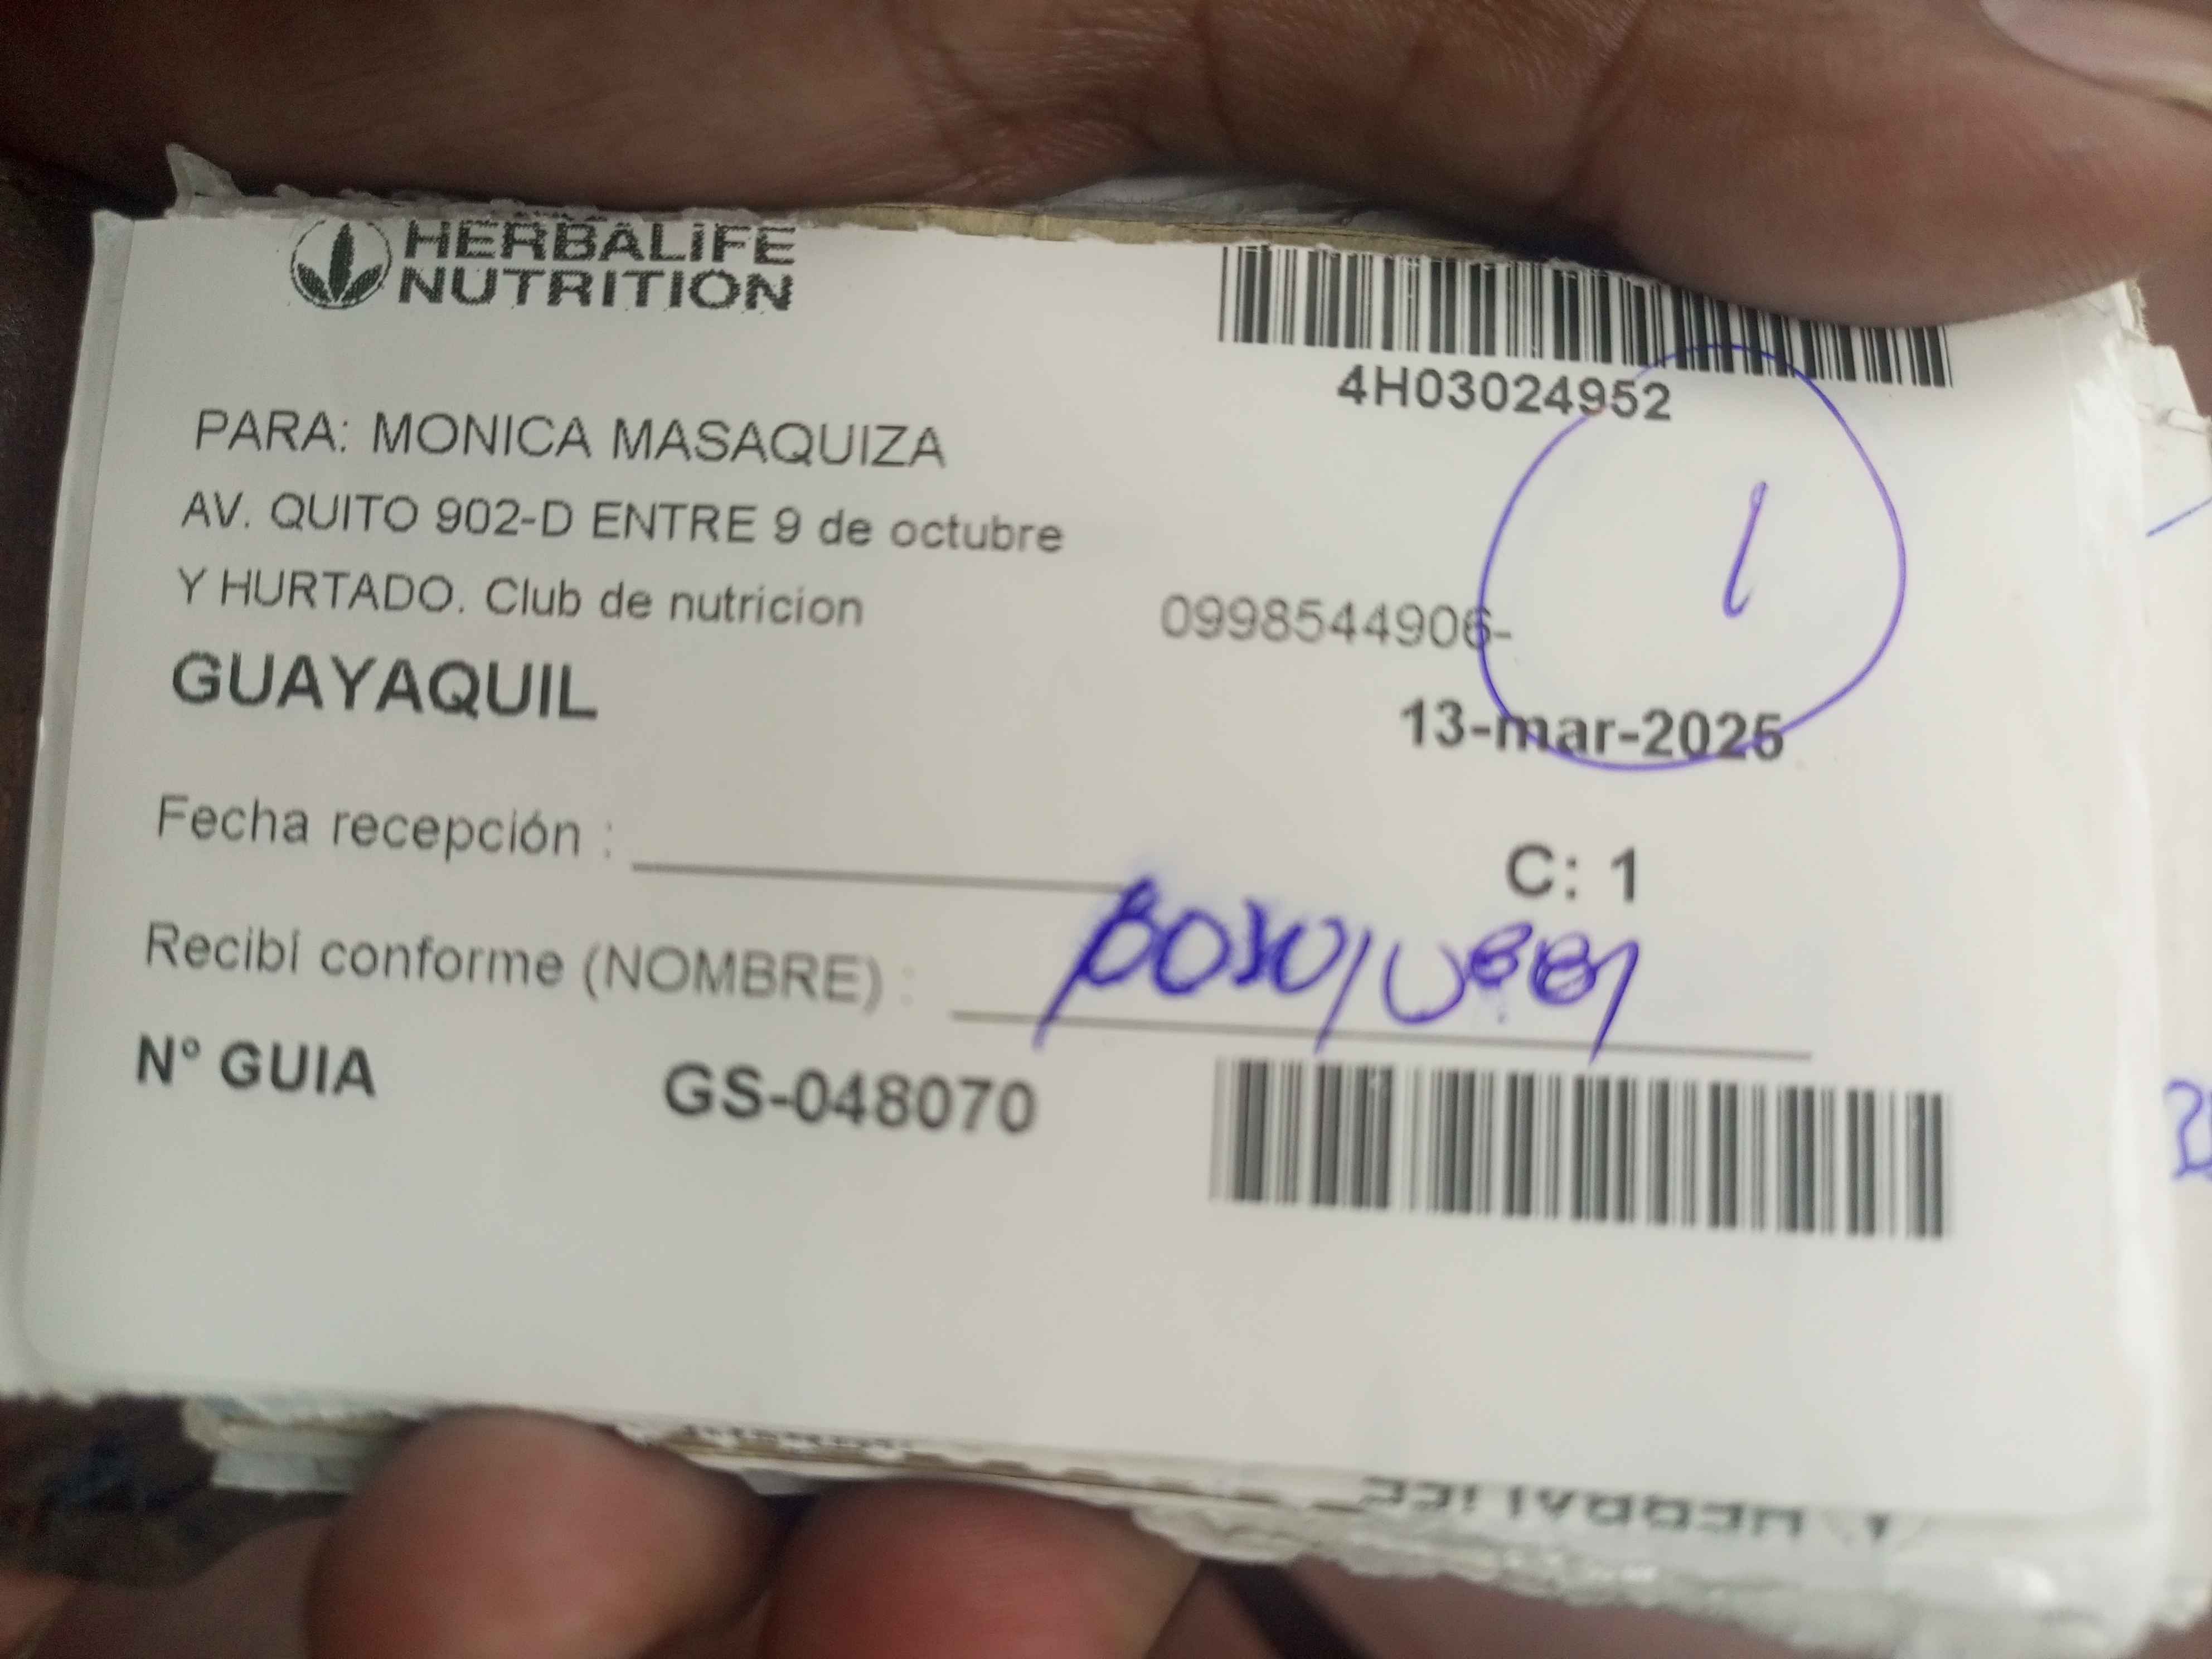 HERBALIFE
NUTRITION
4H03024952
1
PARA: MONICA MASAQUIZA
AV. QUITO 902-D ENTRE 9 de octubre
Y HURTADO. Club de nutricion
0998544906-
GUAYAQUIL
13-mar-2025
Fecha recepción :
C: 1
Recibí conforme (NOMBRE) :
Nº GUIA GS-048070